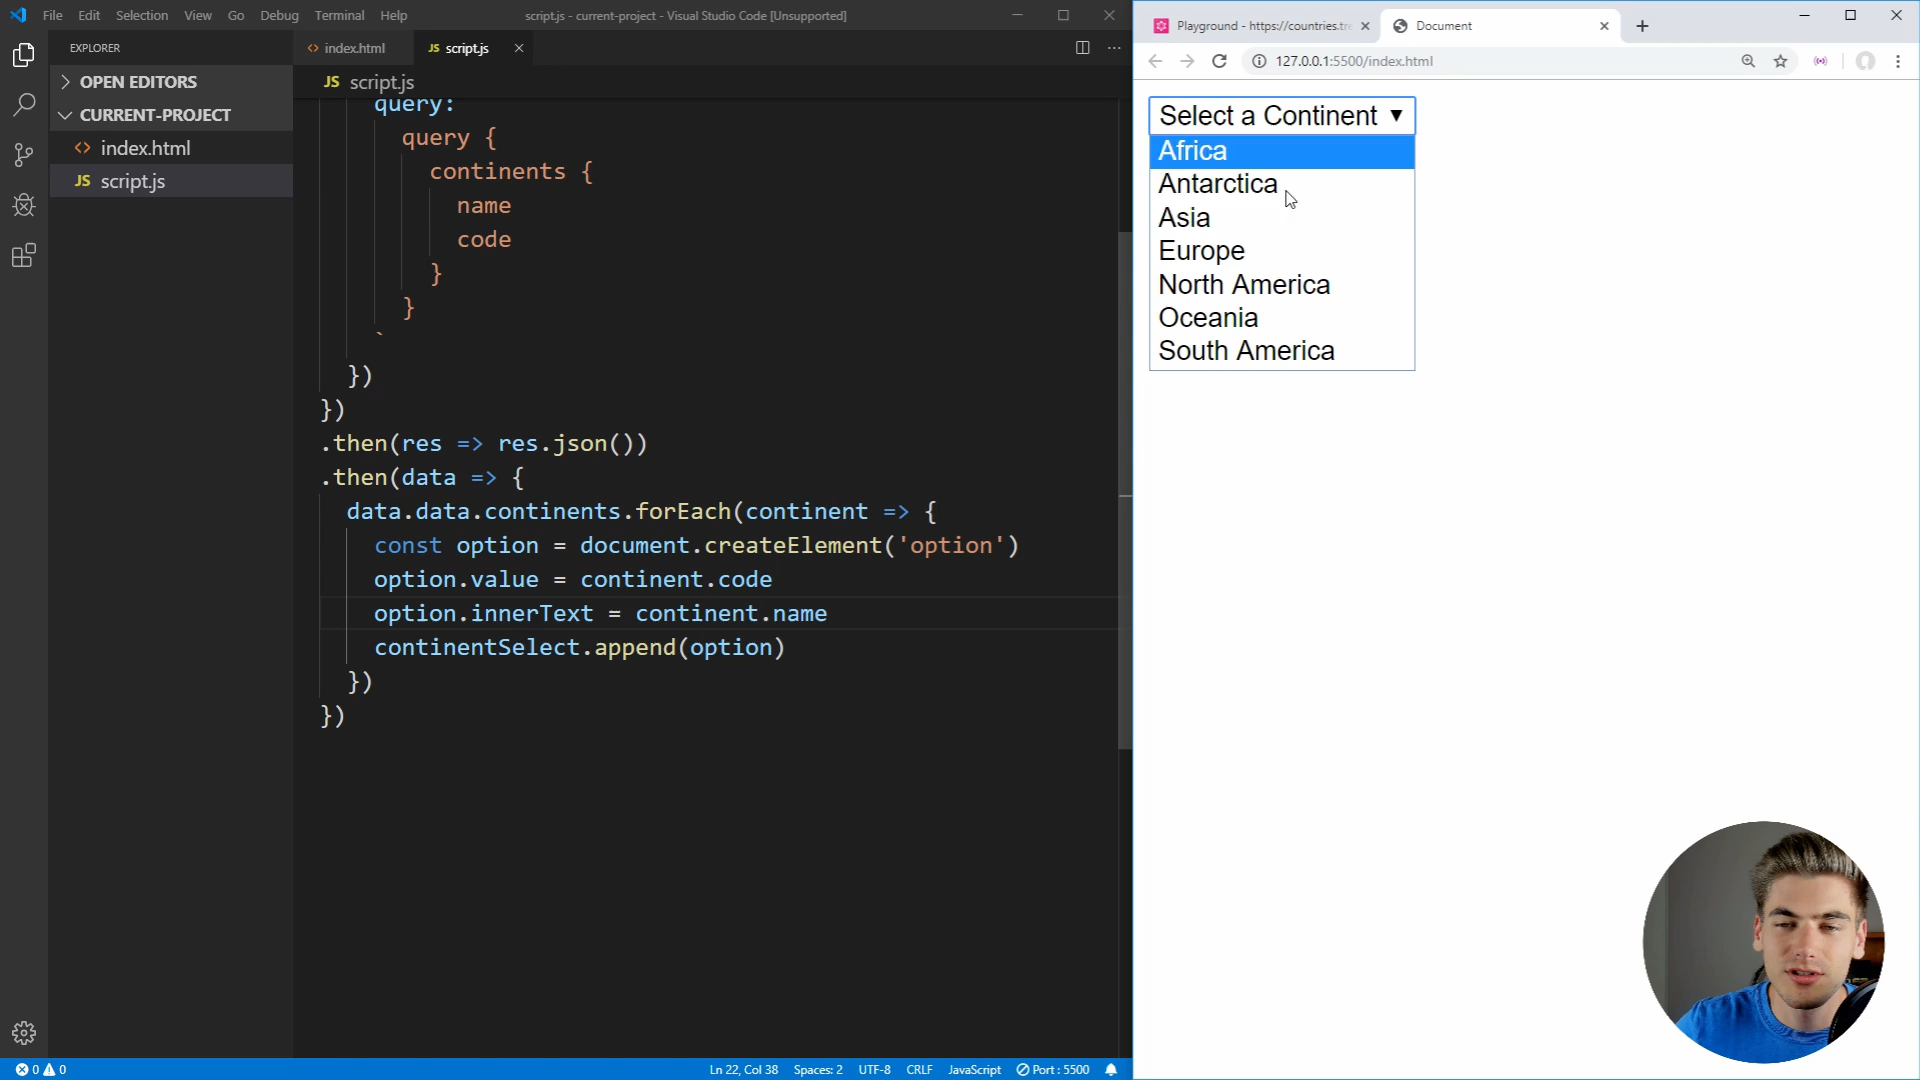 File Edit Selection View Go Debug Terminal Help
script.js - current-project - Visual Studio Code [Unsupported]
EXPLORER
OPEN EDITORS
CURRENT-PROJECT
<> index.html
JS script.js
<> index.html
JS script.js
JS script.js
query: `
query {
continents {
name
code
}
}
`
})
})
.then(res => res.json())
.then(data => {
data.data.continents.forEach(continent => {
const option = document.createElement('option')
option.value = continent.code
option.innerText = continent.name
continentSelect.append(option)
})
})
0 0
Ln 22, Col 38 Spaces: 2 UTF-8 CRLF JavaScript Port : 5500
Playground - https://countries.tre
Document
127.0.0.1:5500/index.html
Select a Continent
Africa
Antarctica
Asia
Europe
North America
Oceania
South America